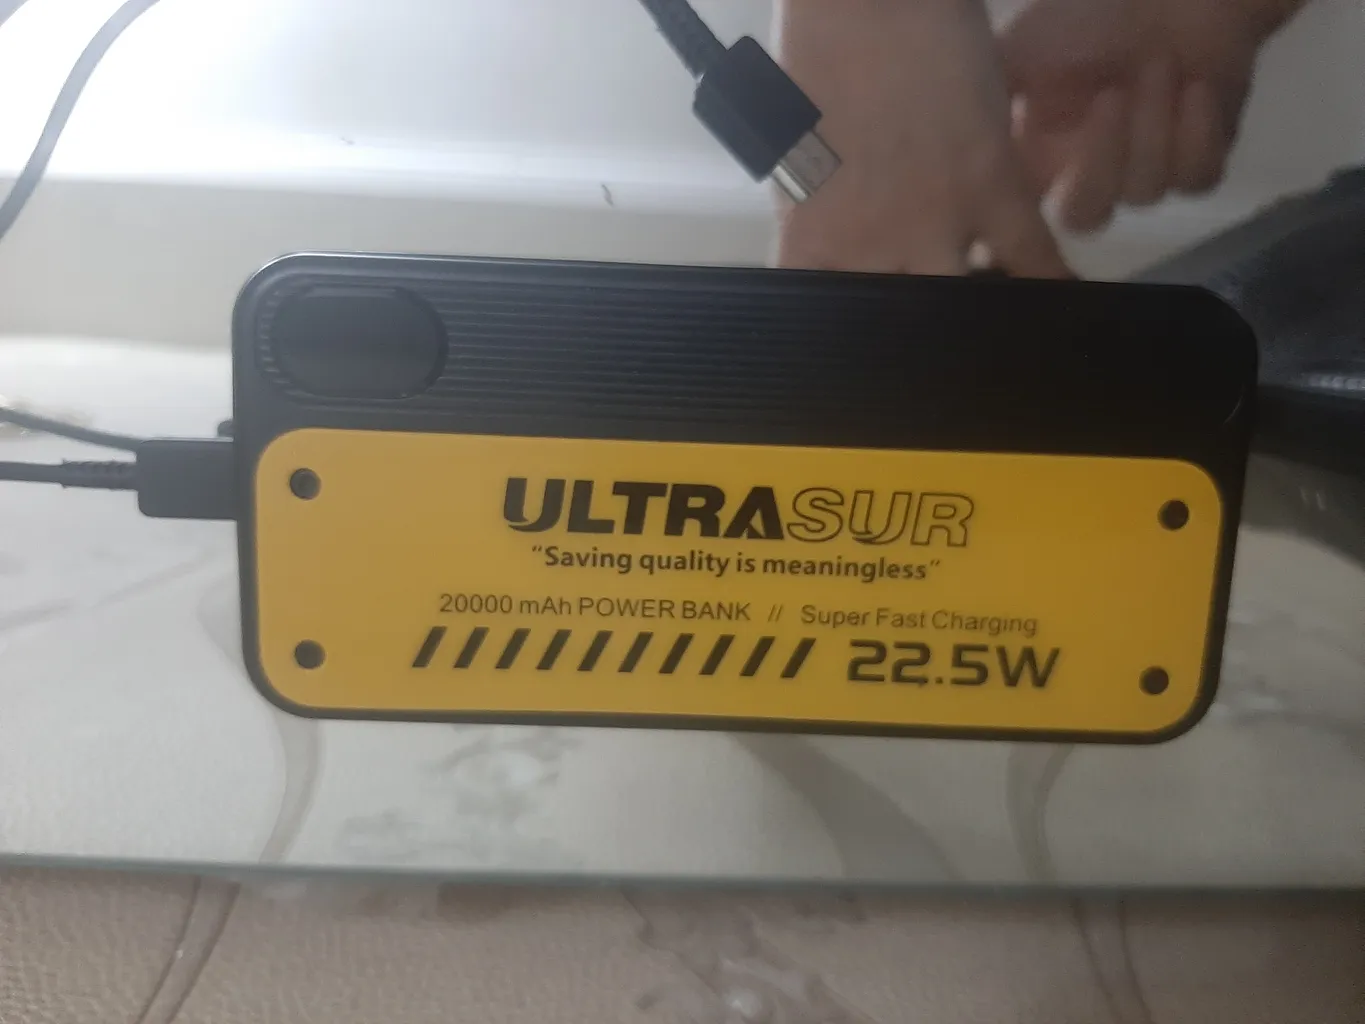 ULTRASUR
“Saving quality is meaningless”
20000 mAh POWER BANK // Super Fast Charging
22.5W